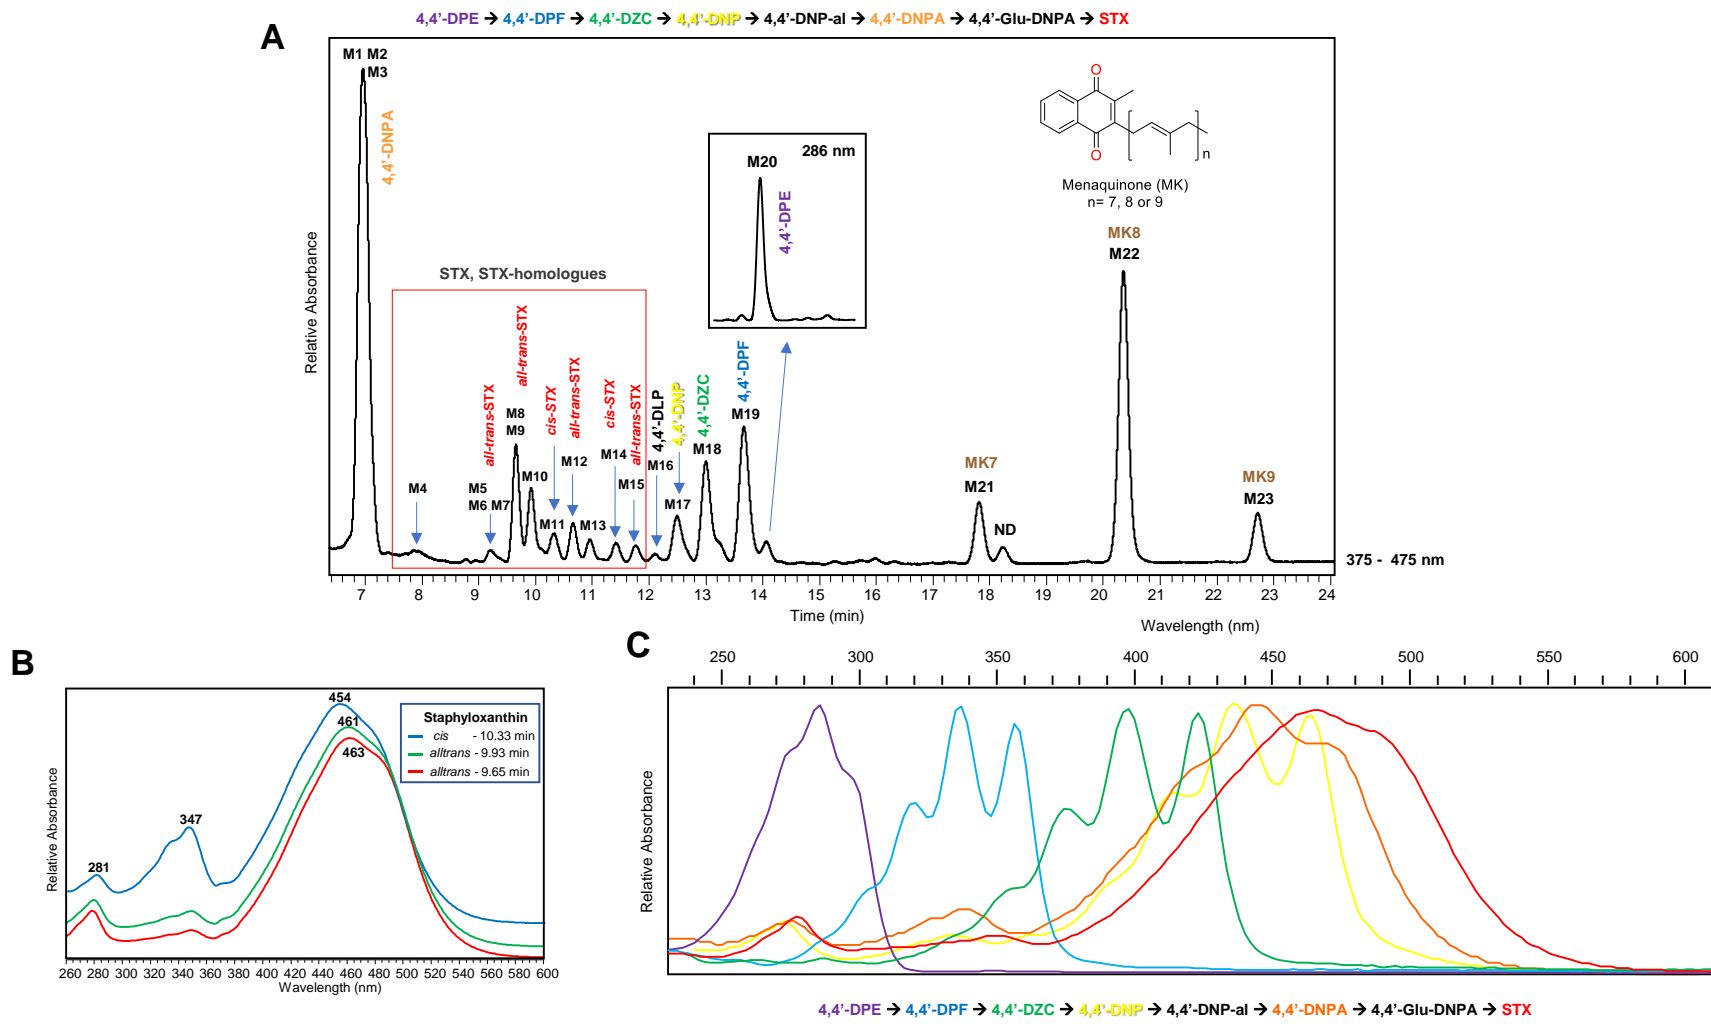 4,4’-DPE → 4,4’-DPF → 4,4’-DZC → 4,4’-DNP → 4,4’-DNP-al → 4,4’-DNPA → 4,4’-Glu-DNPA → STX
A
M1 M2
M3
4,4’-DNPA
Relative Absorbance
STX, STX-homologues
M4
all-trans-STX
M5
M6 M7
all-trans-STX
M8
M9
M10
cis-STX
M11
all-trans-STX
M12
M13
cis-STX
M14
all-trans-STX
M15
4,4’-DLP
M16
4,4’-DNP
M17
4,4’-DZC
M18
4,4’-DPF
M19
286 nm
M20
4,4’-DPE
O
O
n
Menaquinone (MK)
n= 7, 8 or 9
MK7
M21
ND
MK8
M22
MK9
M23
375 - 475 nm
7 8 9 10 11 12 13 14 15 16 17 18 19 20 21 22 23 24
Time (min)
B
454
461
463
347
281
Staphyloxanthin
cis - 10.33 min
alltrans - 9.93 min
alltrans - 9.65 min
Relative Absorbance
260 280 300 320 340 360 380 400 420 440 460 480 500 520 540 560 580 600
Wavelength (nm)
C
Wavelength (nm)
250 300 350 400 450 500 550 600
Relative Absorbance
4,4’-DPE → 4,4’-DPF → 4,4’-DZC → 4,4’-DNP → 4,4’-DNP-al → 4,4’-DNPA → 4,4’-Glu-DNPA → STX